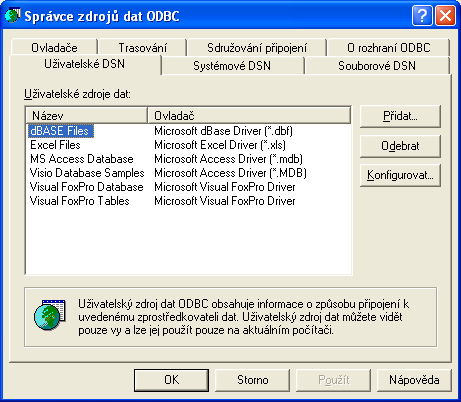 Správce zdrojů dat ODBC
Ovladače Trasování Sdružování připojení O rozhraní ODBC
Uživatelské DSN Systémové DSN Souborové DSN
Uživatelské zdroje dat:
Název Ovladač
dBASE Files Microsoft dBase Driver (*.dbf)
Excel Files Microsoft Excel Driver (*.xls)
MS Access Database Microsoft Access Driver (*.mdb)
Visio Database Samples Microsoft Access Driver (*.MDB)
Visual FoxPro Database Microsoft Visual FoxPro Driver
Visual FoxPro Tables Microsoft Visual FoxPro Driver
Přidat...
Odebrat
Konfigurovat...
Uživatelský zdroj dat ODBC obsahuje informace o způsobu připojení k
uvedenému zprostředkovateli dat. Uživatelský zdroj dat můžete vidět
pouze vy a lze jej použít pouze na aktuálním počítači.
OK Storno Použít Nápověda